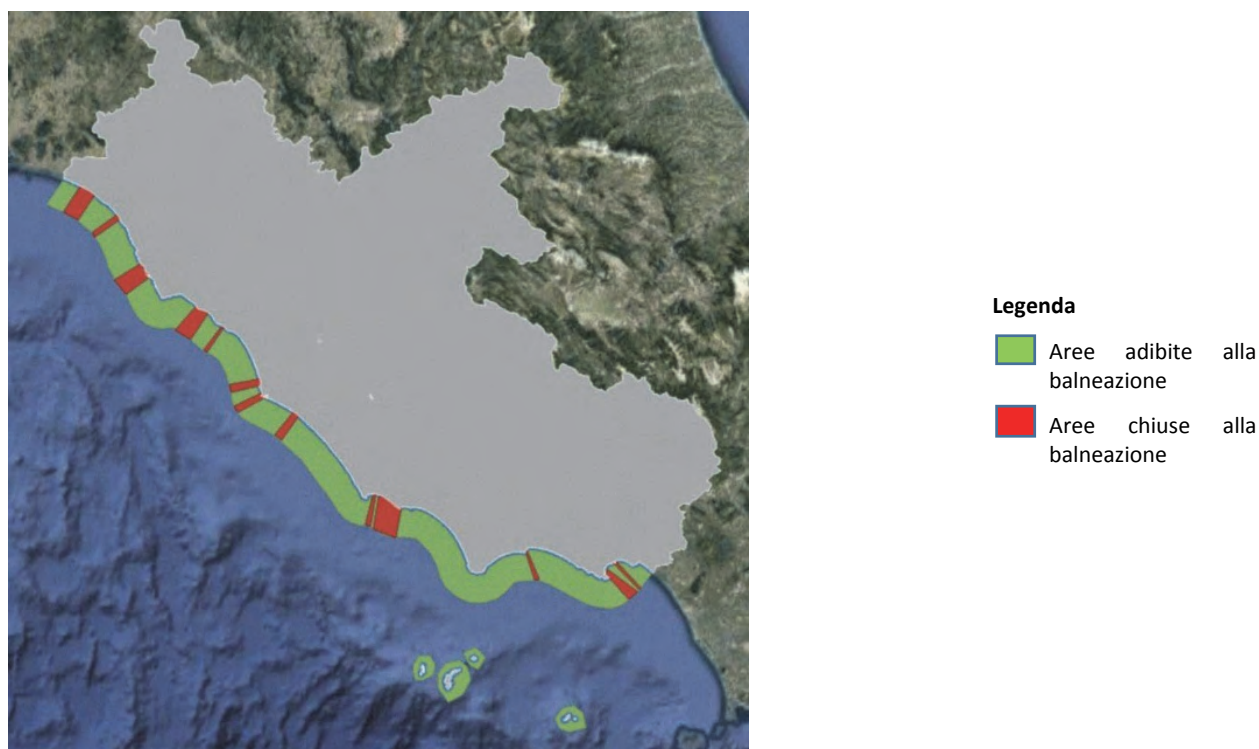 Legenda
Aree adibite alla
balneazione
Aree chiuse alla
balneazione